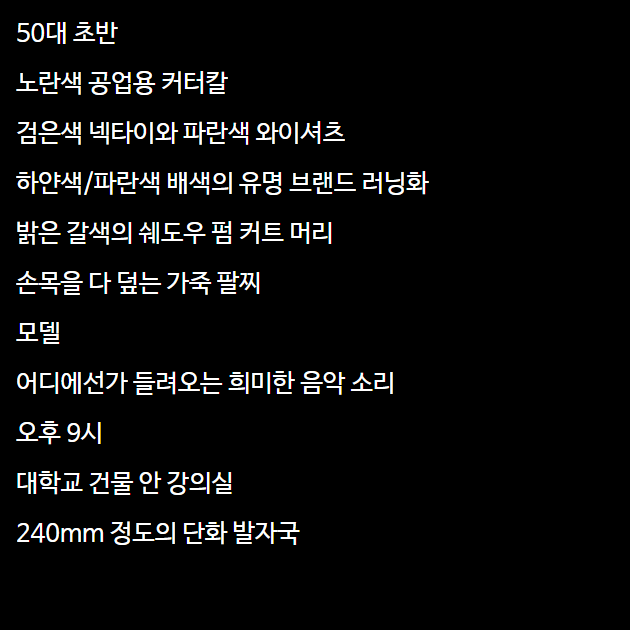 50대 초반
노란색 공업용 커터칼
검은색 넥타이와 파란색 와이셔츠
하얀색/파란색 배색의 유명 브랜드 러닝화
밝은 갈색의 쉐도우 펌 커트 머리
손목을 다 덮는 가죽 팔찌
모델
어디에선가 들려오는 희미한 음악 소리
오후 9시
대학교 건물 안 강의실
240mm 정도의 단화 발자국